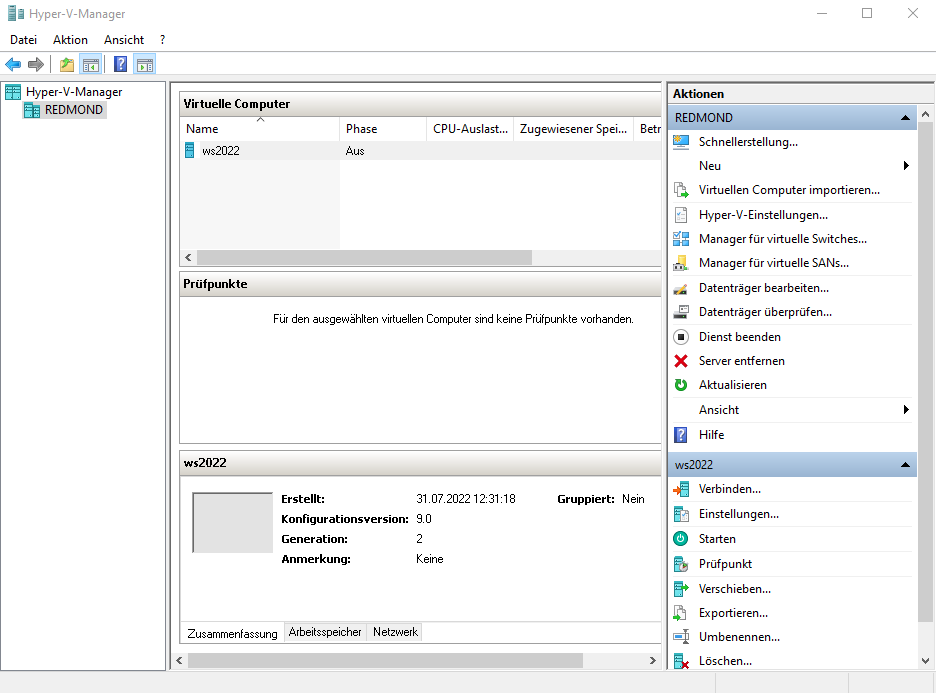 Hyper-V-Manager
Datei Aktion Ansicht ?
Hyper-V-Manager
REDMOND
Virtuelle Computer
Name Phase CPU-Auslast... Zugewiesener Spei... Betr
ws2022 Aus
Prüfpunkte
Für den ausgewählten virtuellen Computer sind keine Prüfpunkte vorhanden.
ws2022
Erstellt: 31.07.2022 12:31:18 Gruppiert: Nein
Konfigurationsversion: 9.0
Generation: 2
Anmerkung: Keine
Zusammenfassung Arbeitsspeicher Netzwerk
Aktionen
REDMOND
Schnellerstellung...
Neu
Virtuellen Computer importieren...
Hyper-V-Einstellungen...
Manager für virtuelle Switches...
Manager für virtuelle SANs...
Datenträger bearbeiten...
Datenträger überprüfen...
Dienst beenden
Server entfernen
Aktualisieren
Ansicht
Hilfe
ws2022
Verbinden...
Einstellungen...
Starten
Prüfpunkt
Verschieben...
Exportieren...
Umbenennen...
Löschen...